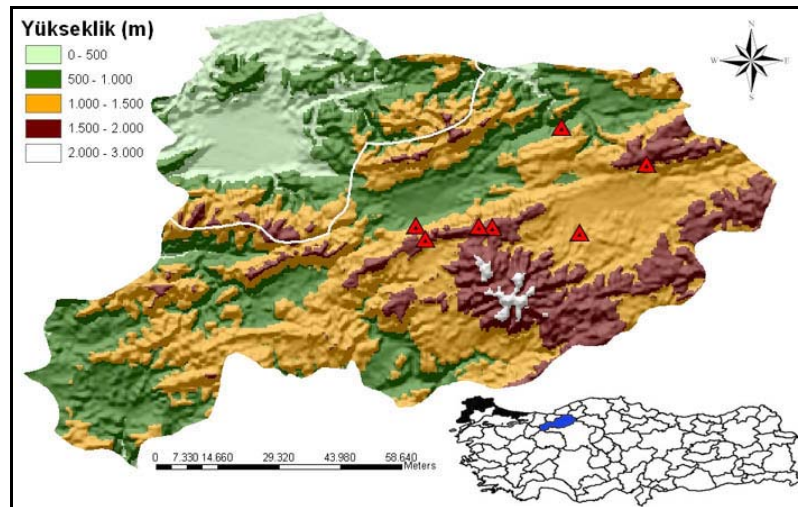 Yükseklik (m)
0 - 500
500 - 1.000
1.000 - 1.500
1.500 - 2.000
2.000 - 3.000
N
W
E
S
0 7.330 14.660 29.320 43.980 58.640
Meters